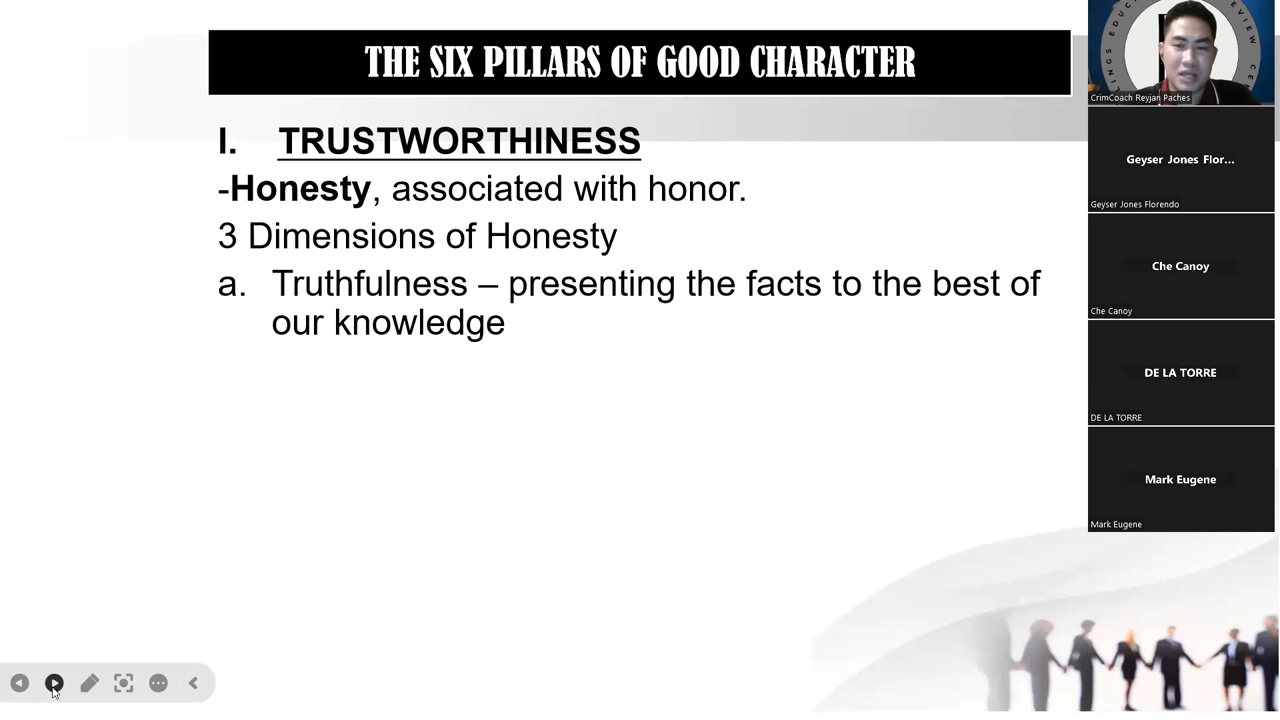 THE SIX PILLARS OF GOOD CHARACTER
I. TRUSTWORTHINESS
-Honesty, associated with honor.
3 Dimensions of Honesty
a. Truthfulness – presenting the facts to the best of
our knowledge
CrimCoach Reyjan Paches
Geyser Jones Flor...
Geyser Jones Florendo
Che Canoy
Che Canoy
DE LA TORRE
DE LA TORRE
Mark Eugene
Mark Eugene